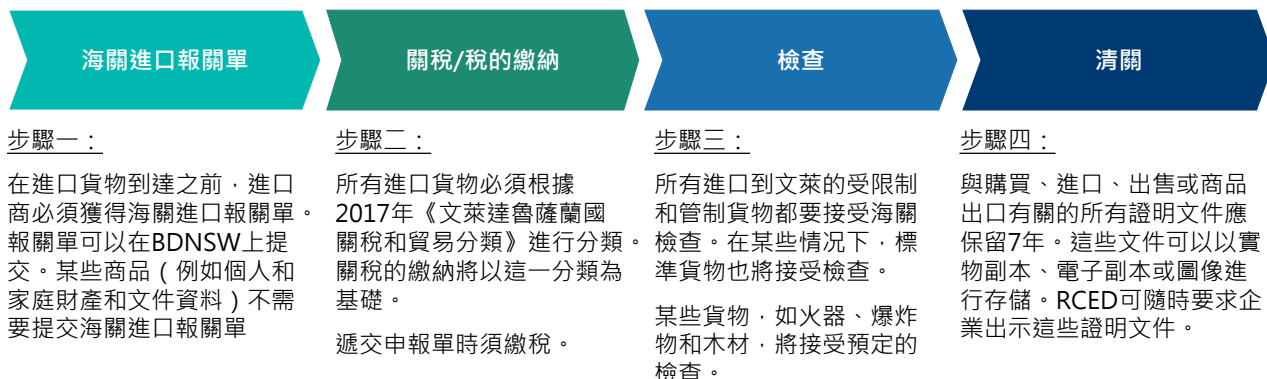 海關進口報關單
關稅/稅的繳納
檢查
清關
步驟一：
在進口貨物到達之前，進口
商必須獲得海關進口報關單。
報關單可以在BDNSW上提
交。某些商品（例如個人和
家庭財產和文件資料）不需
要提交海關進口報關單
步驟二：
所有進口貨物必須根據
2017年《文萊達魯薩蘭國
關稅和貿易分類》進行分類。
關稅的繳納將以這一分類為
基礎。
遞交申報單時須繳稅。
步驟三：
所有進口到文萊的受限制
和管制貨物都要接受海關
檢查。在某些情況下，標
準貨物也將接受檢查。
某些貨物，如火器、爆炸
物和木材，將接受預定的
檢查。
步驟四：
與購買、進口、出售或商品
出口有關的所有證明文件應
保留7年。這些文件可以以實
物副本、電子副本或圖像進
行存儲。RCED可隨時要求企
業出示這些證明文件。